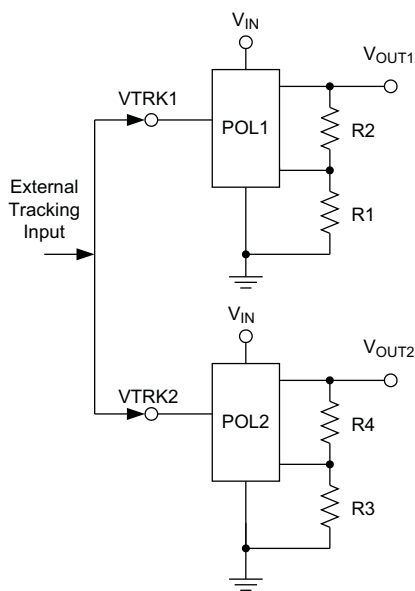 V_IN
V_OUT1
VTRK1
POL1
R2
External
Tracking
Input
R1
V_IN
V_OUT2
VTRK2
POL2
R4
R3